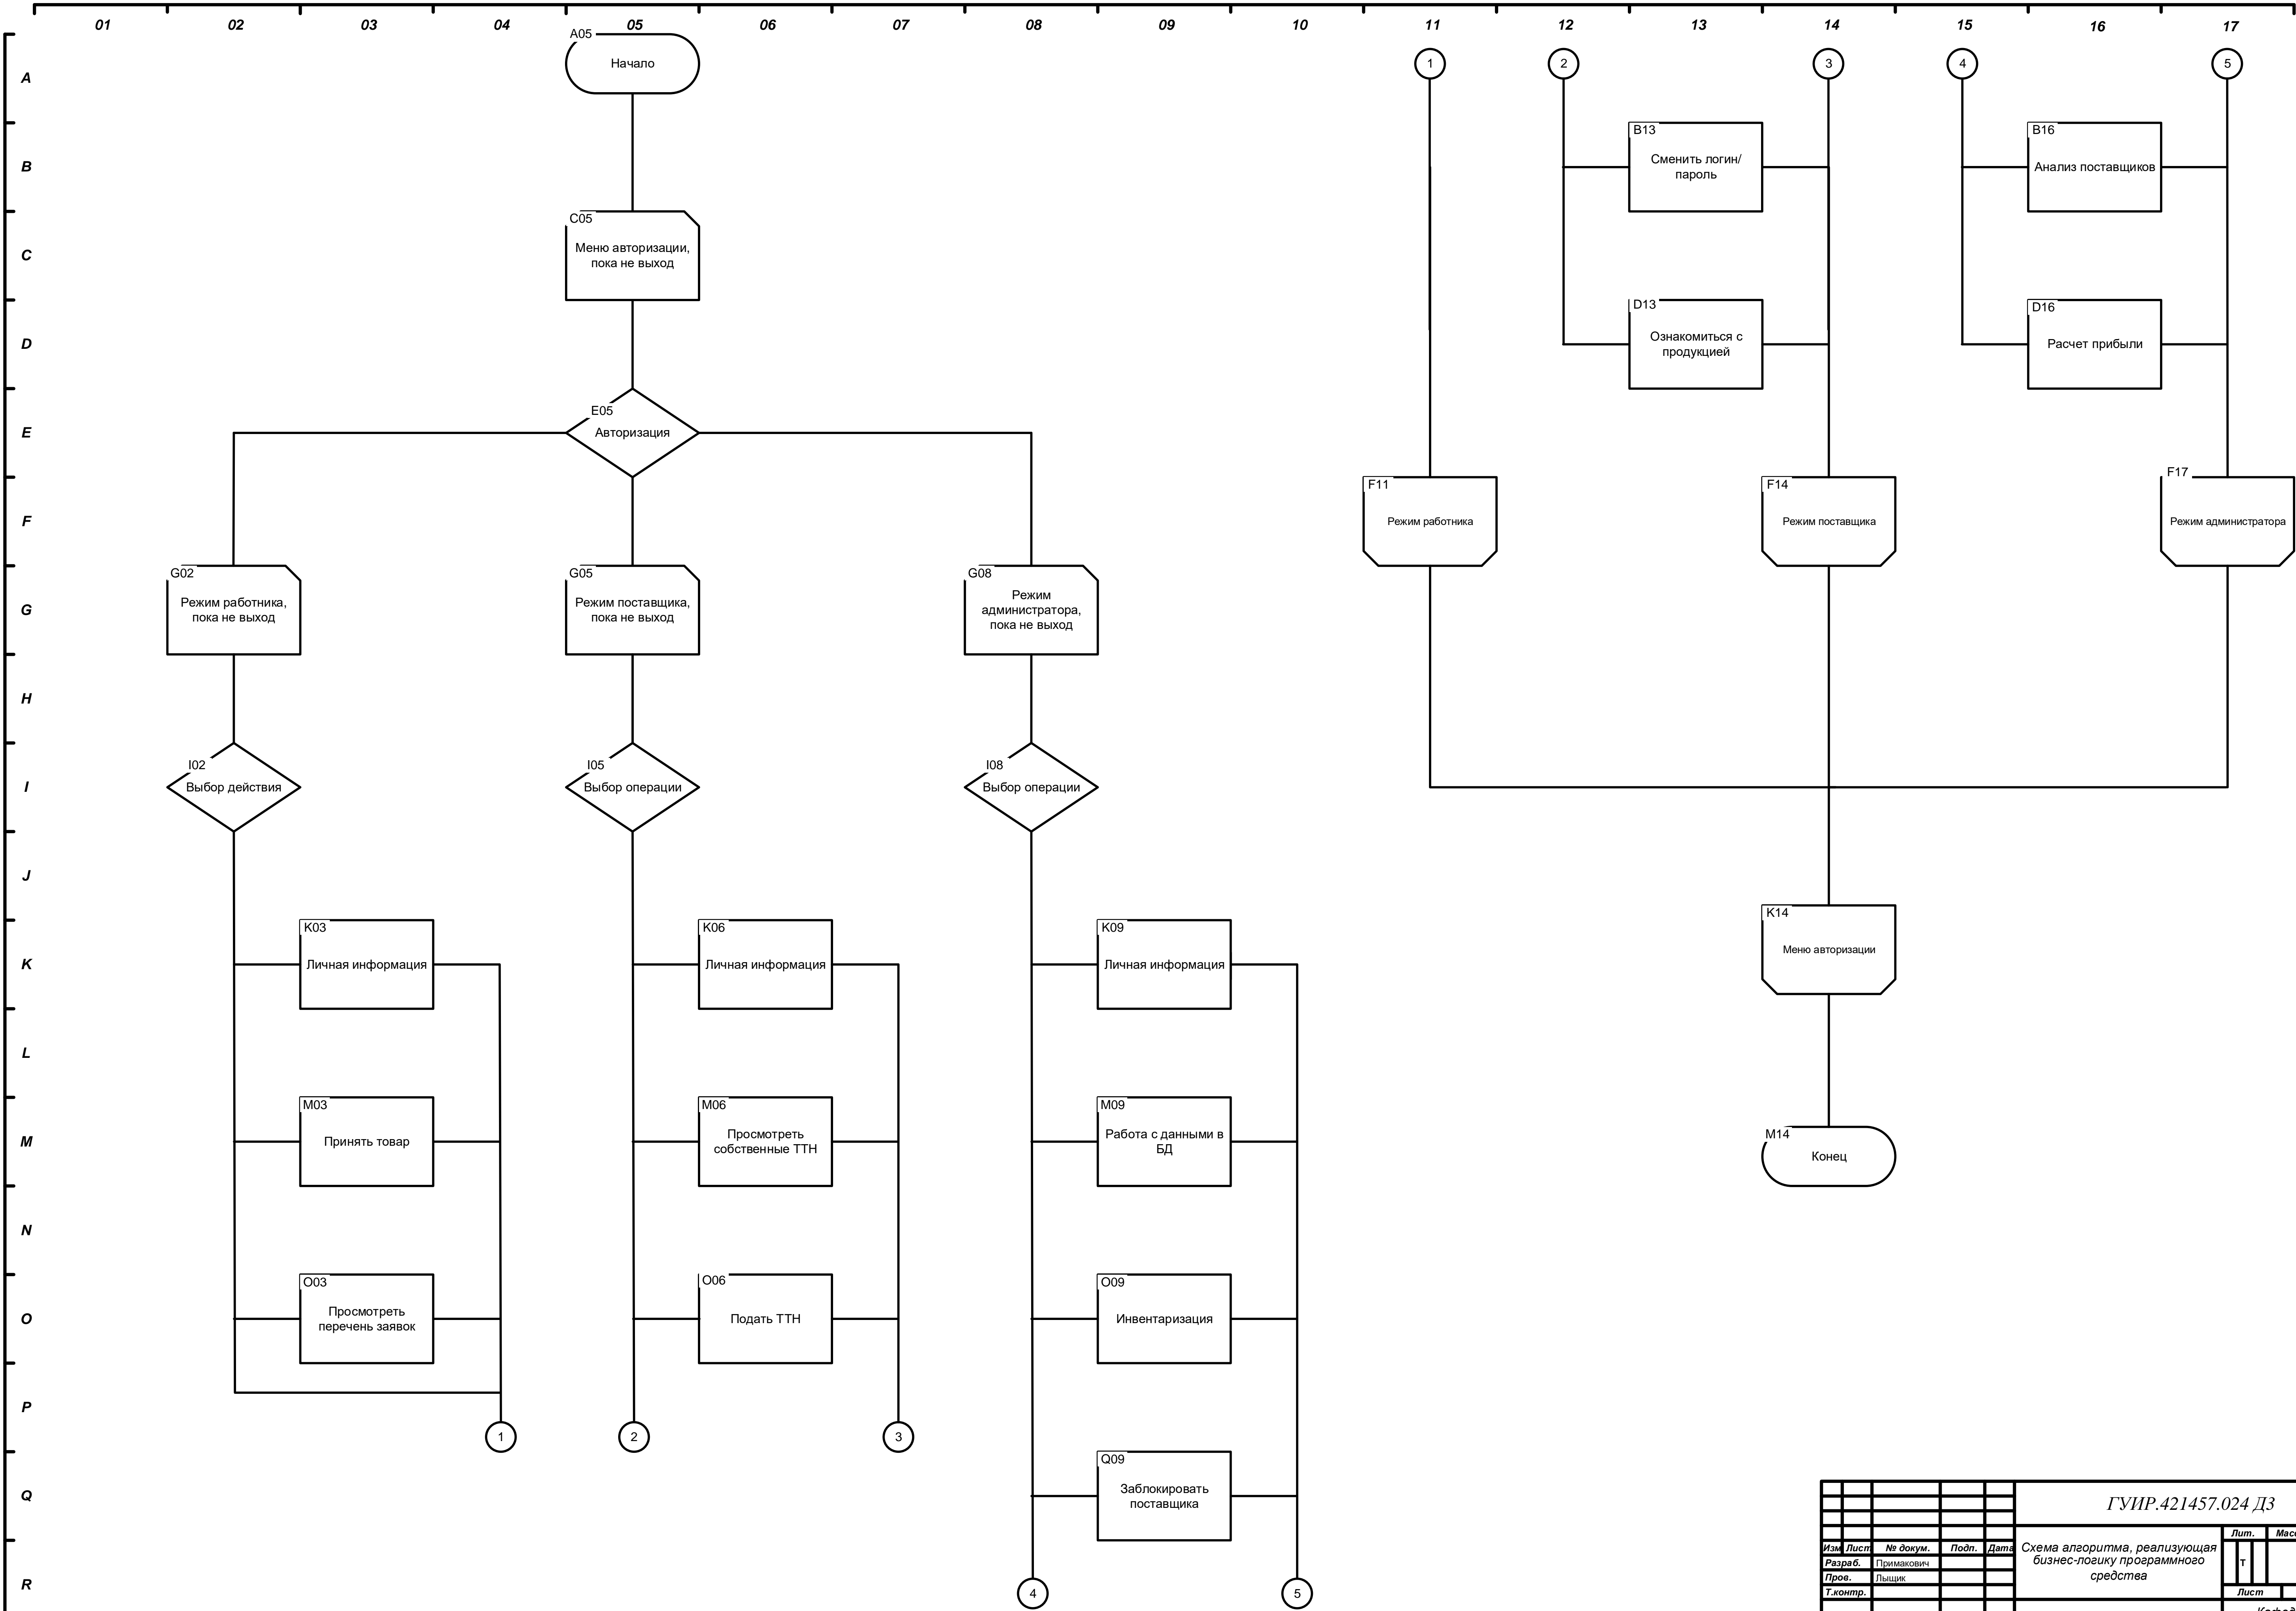 01 02 03 04 05 06 07 08 09 10 11 12 13 14 15 16 17
A
B
C
D
E
F
G
H
I
J
K
L
M
N
O
P
Q
R
A05
Начало
C05
Меню авторизации,
пока не выход
E05
Авторизация
G02
Режим работника,
пока не выход
G05
Режим поставщика,
пока не выход
G08
Режим
администратора,
пока не выход
I02
Выбор действия
I05
Выбор операции
I08
Выбор операции
K03
Личная информация
K06
Личная информация
K09
Личная информация
M03
Принять товар
M06
Просмотреть
собственные ТТН
M09
Работа с данными в
БД
O03
Просмотреть
перечень заявок
O06
Подать ТТН
O09
Инвентаризация
1
2
3
Q09
Заблокировать
поставщика
4
5
1
2
3
4
5
B13
Сменить логин/
пароль
B16
Анализ поставщиков
D13
Ознакомиться с
продукцией
D16
Расчет прибыли
F11
Режим работника
F14
Режим поставщика
F17
Режим администратора
K14
Меню авторизации
M14
Конец
ГУИР.421457.024 Д3
Схема алгоритма, реализующая
бизнес-логику программного
средства
Лит.
Т
Лист
Изм Лист № докум. Подп. Дата
Разраб. Примакович
Пров. Лыщик
Т.контр.